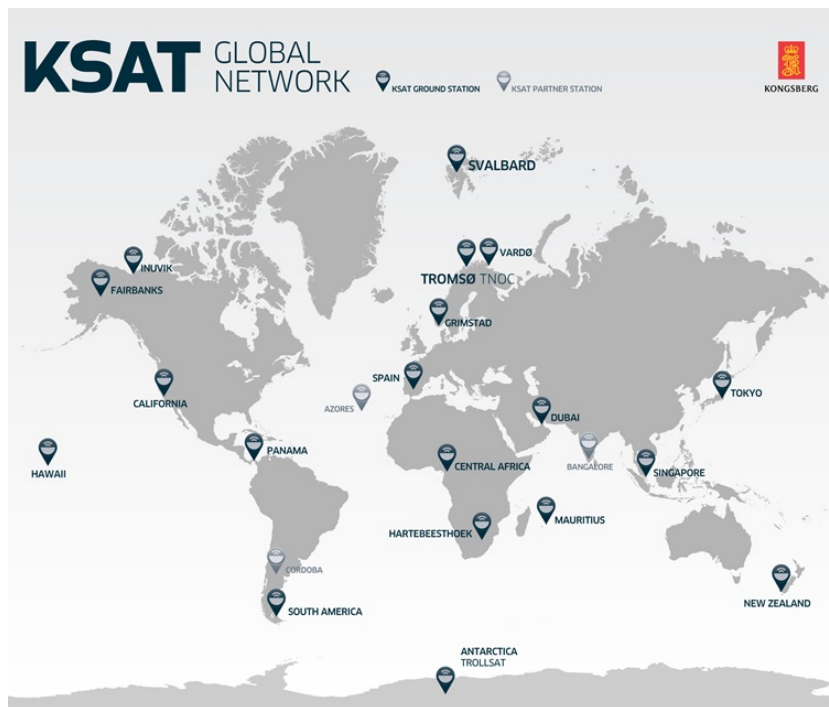 KSAT GLOBAL
NETWORK
KSAT GROUND STATION
KSAT PARTNER STATION
KONGSBERG
SVALBARD
VARDØ
TROMSØ TNOC
INUVIK
FAIRBANKS
GRIMSTAD
SPAIN
CALIFORNIA
AZORES
DUBAI
TOKYO
HAWAII
PANAMA
CENTRAL AFRICA
BANGALORE
SINGAPORE
MAURITIUS
HARTEBEESTHOEK
CORDOBA
SOUTH AMERICA
NEW ZEALAND
ANTARCTICA
TROLLSAT